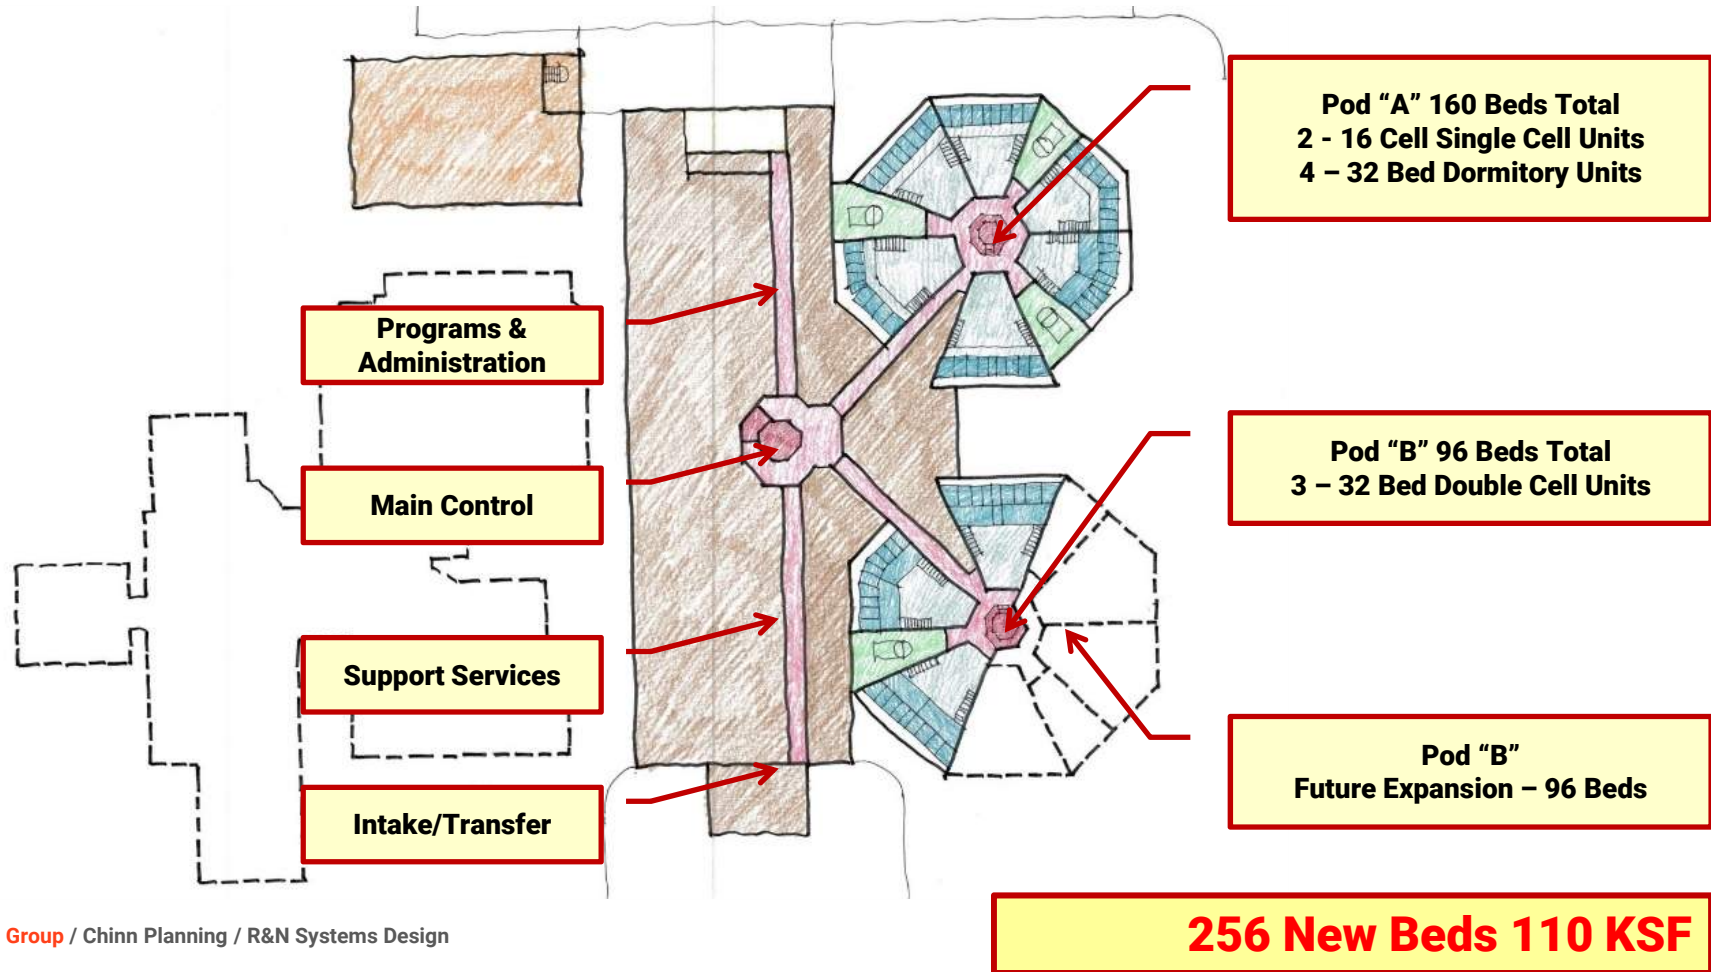 Pod “A” 160 Beds Total
2 - 16 Cell Single Cell Units
4 – 32 Bed Dormitory Units
Programs &
Administration
Main Control
Pod “B” 96 Beds Total
3 – 32 Bed Double Cell Units
Support Services
Pod “B”
Future Expansion – 96 Beds
Intake/Transfer
256 New Beds 110 KSF
Group / Chinn Planning / R&N Systems Design